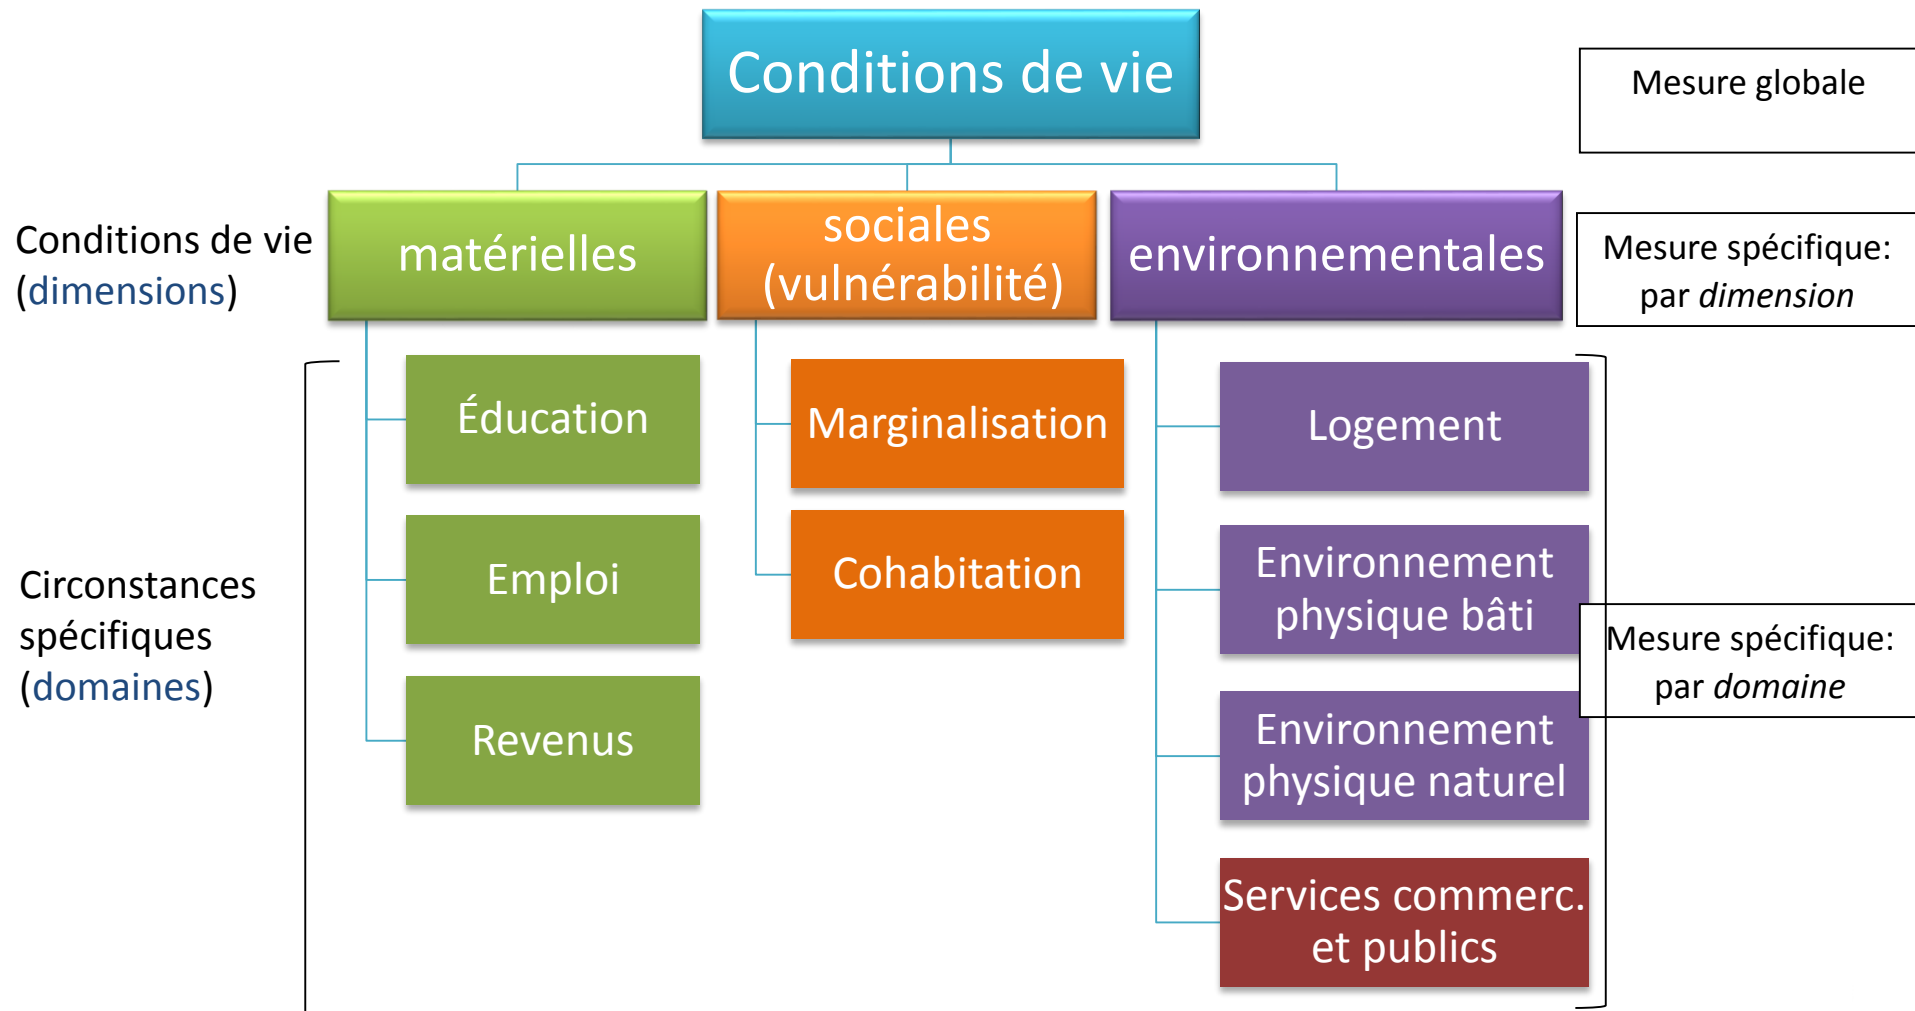 Conditions de vie
Mesure globale
Conditions de vie
(dimensions)
matérielles
sociales
(vulnérabilité)
environnementales
Mesure spécifique:
par dimension
Circonstances
spécifiques
(domaines)
Éducation
Emploi
Revenus
Marginalisation
Cohabitation
Logement
Environnement
physique bâti
Environnement
physique naturel
Services commerc.
et publics
Mesure spécifique:
par domaine